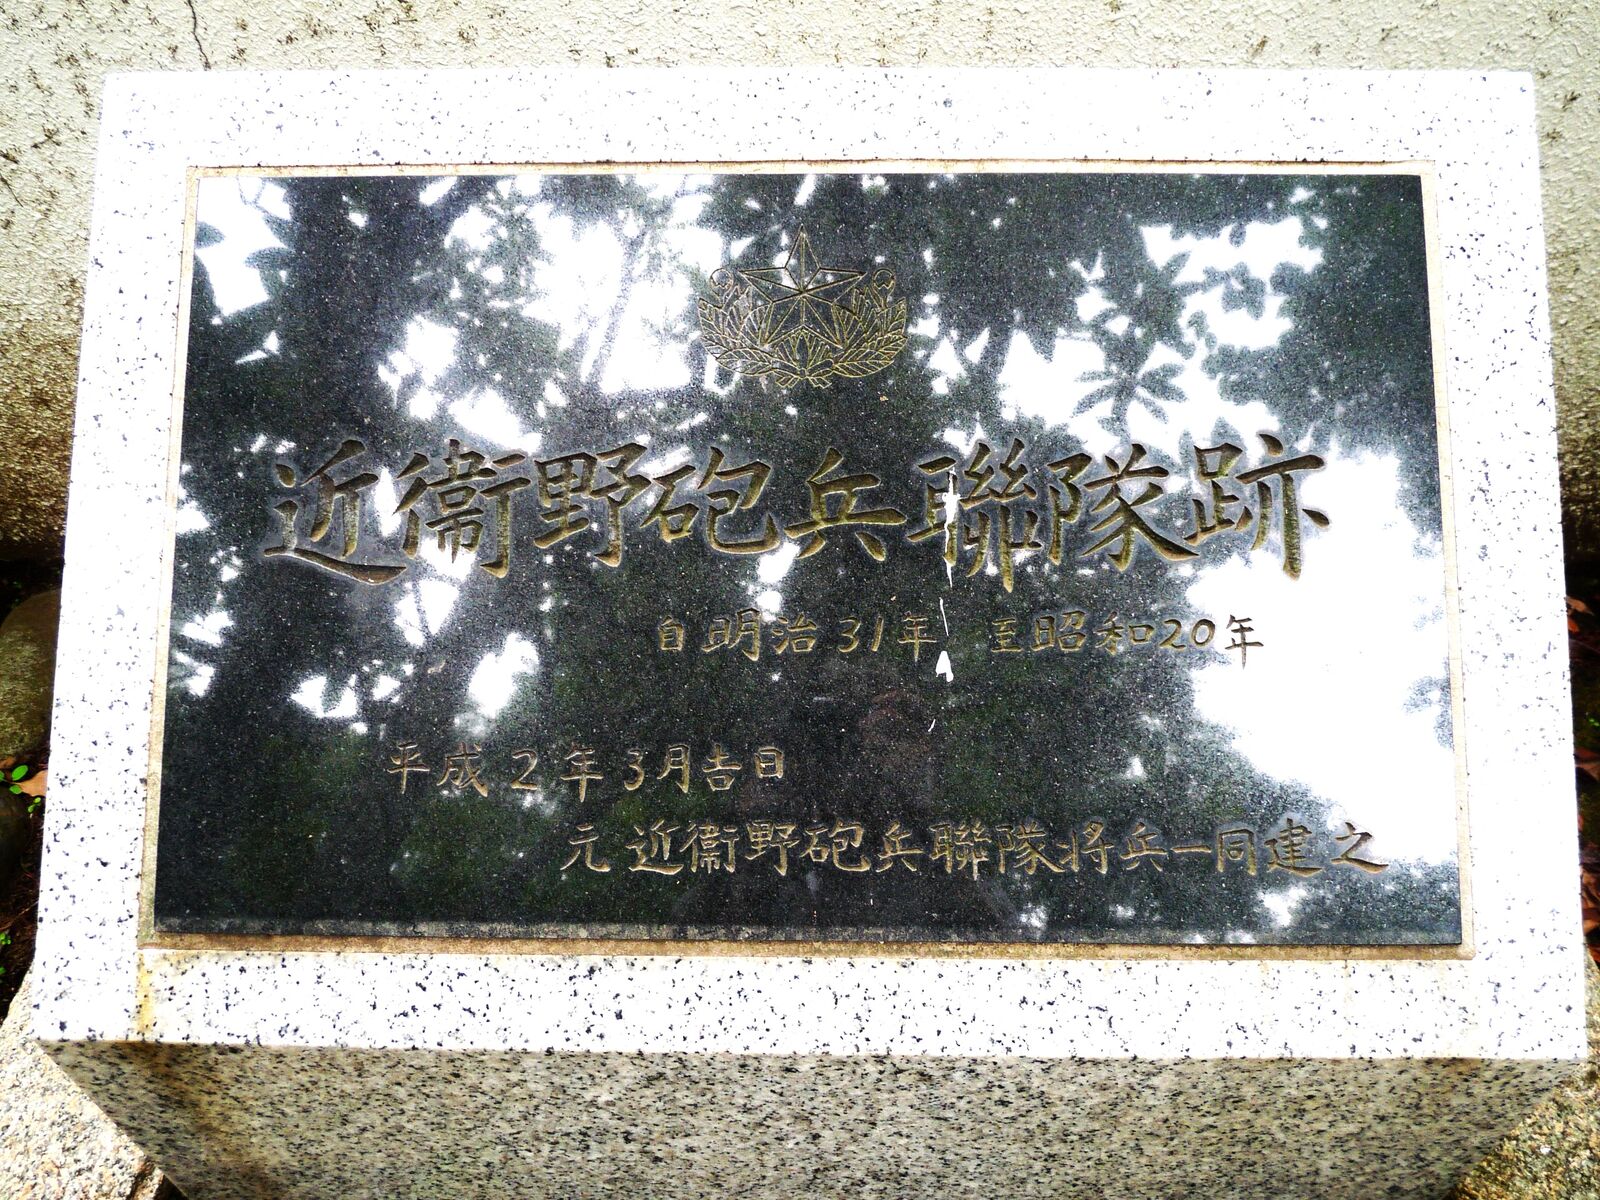 近衞野砲兵聯隊跡
自明治31年 至昭和20年
平成2年3月吉日
元近衞野砲兵聯隊将兵一同建之